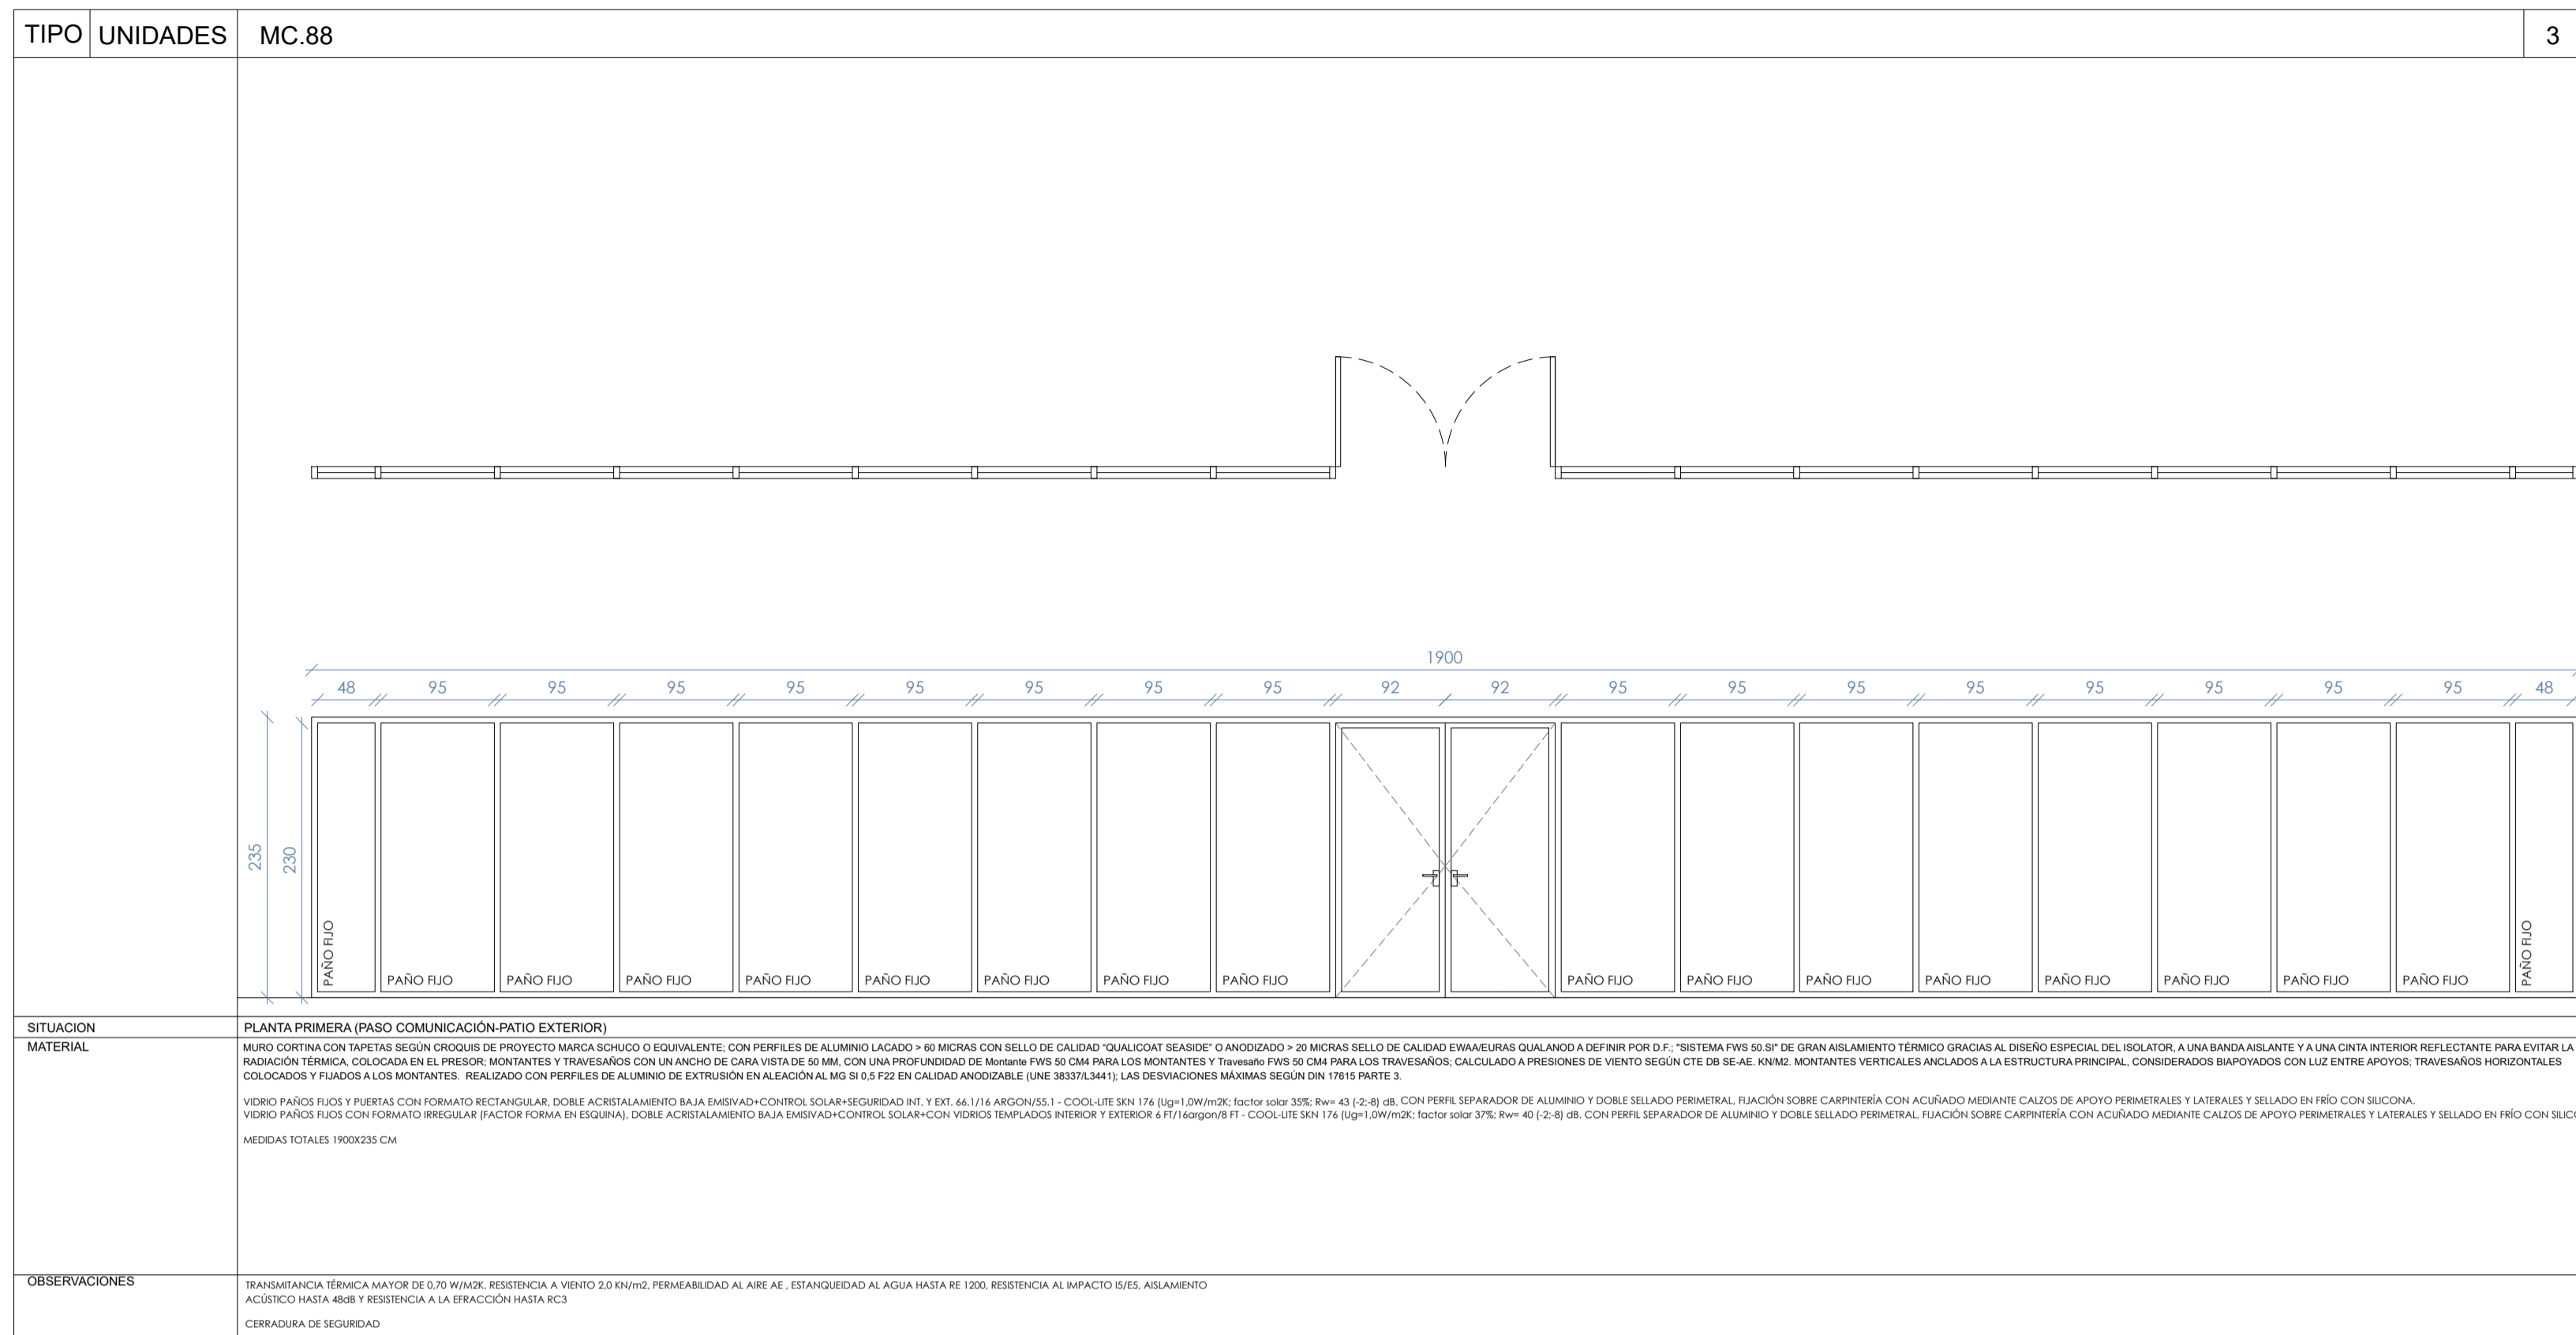 TIPO UNIDADES MC.88 3
1900
48 95 95 95 95 95 95 95 95 92 92 95 95 95 95 95 95 95 95 48
235
230
PAÑO FIJO PAÑO FIJO PAÑO FIJO PAÑO FIJO PAÑO FIJO PAÑO FIJO PAÑO FIJO PAÑO FIJO PAÑO FIJO PAÑO FIJO PAÑO FIJO PAÑO FIJO PAÑO FIJO PAÑO FIJO PAÑO FIJO PAÑO FIJO PAÑO FIJO PAÑO FIJO
SITUACION PLANTA PRIMERA (PASO COMUNICACIÓN-PATIO EXTERIOR)
MATERIAL MURO CORTINA CON TAPETAS SEGÚN CROQUIS DE PROYECTO MARCA SCHUCO O EQUIVALENTE; CON PERFILES DE ALUMINIO LACADO > 60 MICRAS CON SELLO DE CALIDAD "QUALICOAT SEASIDE" O ANODIZADO > 20 MICRAS SELLO DE CALIDAD EWAA/EURAS QUALANOD A DEFINIR POR D.F.; "SISTEMA FWS 50.SI" DE GRAN AISLAMIENTO TÉRMICO GRACIAS AL DISEÑO ESPECIAL DEL ISOLATOR, A UNA BANDA AISLANTE Y A UNA CINTA INTERIOR REFLECTANTE PARA EVITAR LA
RADIACIÓN TÉRMICA, COLOCADA EN EL PRESOR; MONTANTES Y TRAVESAÑOS CON UN ANCHO DE CARA VISTA DE 50 MM, CON UNA PROFUNDIDAD DE Montante FWS 50 CM4 PARA LOS MONTANTES Y Travesaño FWS 50 CM4 PARA LOS TRAVESAÑOS; CALCULADO A PRESIONES DE VIENTO SEGÚN CTE DB SE-AE. KN/M2. MONTANTES VERTICALES ANCLADOS A LA ESTRUCTURA PRINCIPAL, CONSIDERADOS BIAPOYADOS CON LUZ ENTRE APOYOS; TRAVESAÑOS HORIZONTALES
COLOCADOS Y FIJADOS A LOS MONTANTES. REALIZADO CON PERFILES DE ALUMINIO DE EXTRUSIÓN EN ALEACIÓN AL MG SI 0,5 F22 EN CALIDAD ANODIZABLE (UNE 38337/L3441); LAS DESVIACIONES MÁXIMAS SEGÚN DIN 17615 PARTE 3.
VIDRIO PAÑOS FIJOS Y PUERTAS CON FORMATO RECTANGULAR, DOBLE ACRISTALAMIENTO BAJA EMISIVAD+CONTROL SOLAR+SEGURIDAD INT. Y EXT. 66.1/16 ARGON/55.1 - COOL-LITE SKN 176 (Ug=1,0W/m2K; factor solar 35%; Rw= 43 (-2;-8) dB. CON PERFIL SEPARADOR DE ALUMINIO Y DOBLE SELLADO PERIMETRAL, FIJACIÓN SOBRE CARPINTERÍA CON ACUÑADO MEDIANTE CALZOS DE APOYO PERIMETRALES Y LATERALES Y SELLADO EN FRÍO CON SILICONA.
VIDRIO PAÑOS FIJOS CON FORMATO IRREGULAR (FACTOR FORMA EN ESQUINA), DOBLE ACRISTALAMIENTO BAJA EMISIVAD+CONTROL SOLAR+CON VIDRIOS TEMPLADOS INTERIOR Y EXTERIOR 6 FT/16argon/8 FT - COOL-LITE SKN 176 (Ug=1,0W/m2K; factor solar 37%; Rw= 40 (-2;-8) dB. CON PERFIL SEPARADOR DE ALUMINIO Y DOBLE SELLADO PERIMETRAL, FIJACIÓN SOBRE CARPINTERÍA CON ACUÑADO MEDIANTE CALZOS DE APOYO PERIMETRALES Y LATERALES Y SELLADO EN FRÍO CON
MEDIDAS TOTALES 1900X235 CM
OBSERVACIONES TRANSMITANCIA TÉRMICA MAYOR DE 0,70 W/M2K. RESISTENCIA A VIENTO 2,0 KN/m2, PERMEABILIDAD AL AIRE AE , ESTANQUEIDAD AL AGUA HASTA RE 1200, RESISTENCIA AL IMPACTO I5/E5, AISLAMIENTO
ACÚSTICO HASTA 48dB Y RESISTENCIA A LA EFRACCIÓN HASTA RC3
CERRADURA DE SEGURIDAD